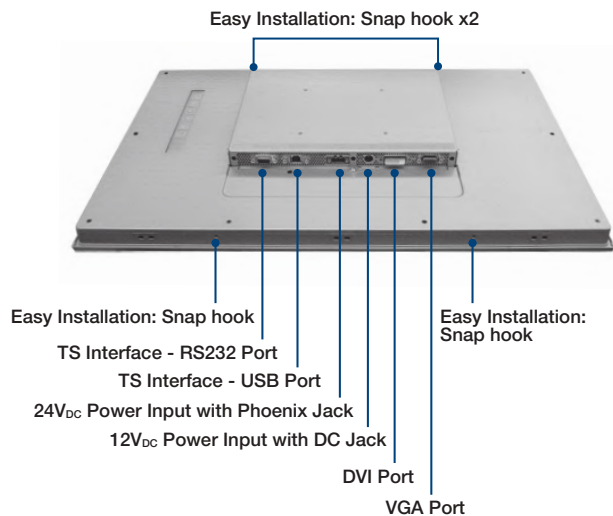 Easy Installation: Snap hook x2
Easy Installation: Snap hook
Easy Installation:
Snap hook
TS Interface - RS232 Port
TS Interface - USB Port
24VDC Power Input with Phoenix Jack
12VDC Power Input with DC Jack
DVI Port
VGA Port